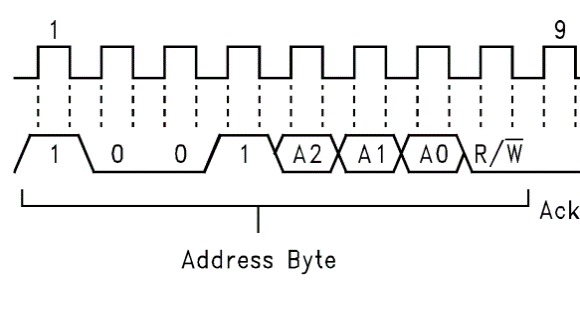 1 9
1 0 0 1 A2 A1 A0 R/W̅
Ack
Address Byte